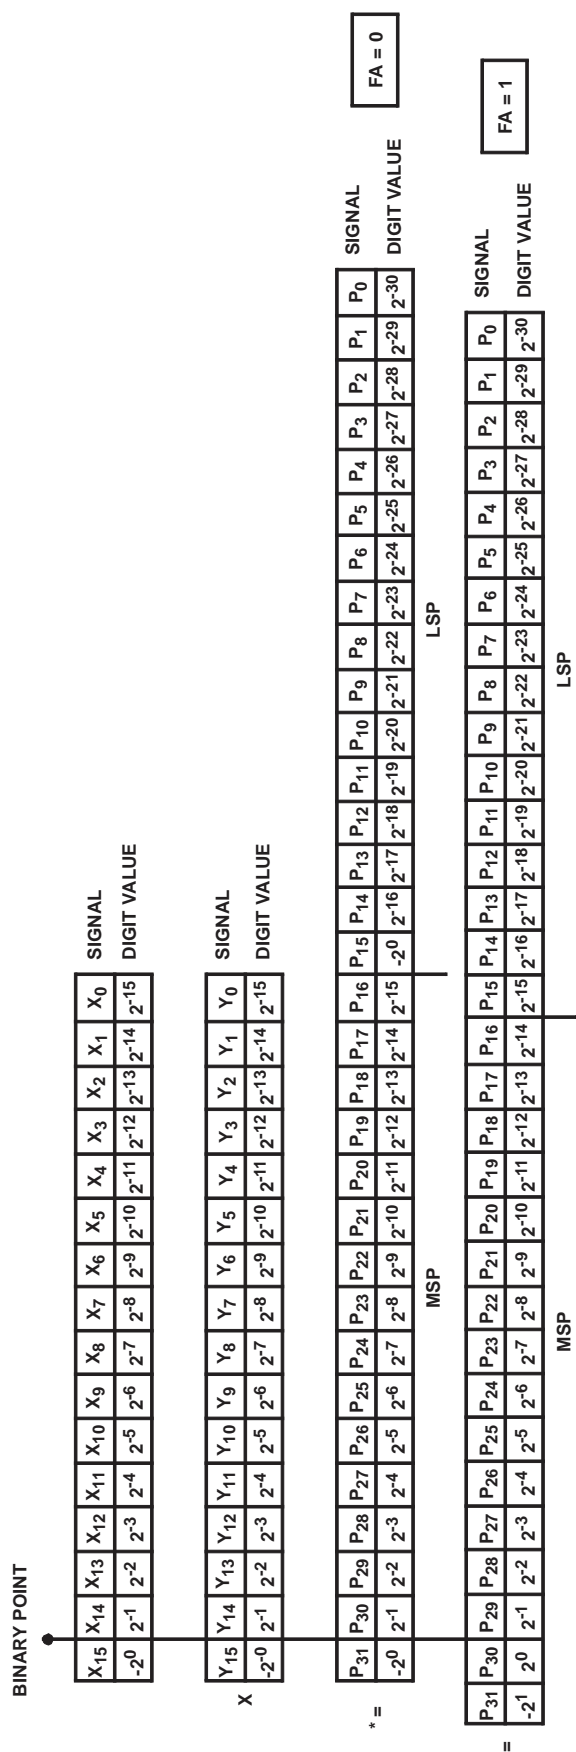 BINARY POINT
X15 X14 X13 X12 X11 X10 X9 X8 X7 X6 X5 X4 X3 X2 X1 X0 SIGNAL
-2^0 2^-1 2^-2 2^-3 2^-4 2^-5 2^-6 2^-7 2^-8 2^-9 2^-10 2^-11 2^-12 2^-13 2^-14 2^-15 DIGIT VALUE
X
Y15 Y14 Y13 Y12 Y11 Y10 Y9 Y8 Y7 Y6 Y5 Y4 Y3 Y2 Y1 Y0 SIGNAL
-2^-0 2^-1 2^-2 2^-3 2^-4 2^-5 2^-6 2^-7 2^-8 2^-9 2^-10 2^-11 2^-12 2^-13 2^-14 2^-15 DIGIT VALUE
* =
P31 P30 P29 P28 P27 P26 P25 P24 P23 P22 P21 P20 P19 P18 P17 P16 P15 P14 P13 P12 P11 P10 P9 P8 P7 P6 P5 P4 P3 P2 P1 P0 SIGNAL
-2^0 2^-1 2^-2 2^-3 2^-4 2^-5 2^-6 2^-7 2^-8 2^-9 2^-10 2^-11 2^-12 2^-13 2^-14 2^-15 -2^0 2^-16 2^-17 2^-18 2^-19 2^-20 2^-21 2^-22 2^-23 2^-24 2^-25 2^-26 2^-27 2^-28 2^-29 2^-30 DIGIT VALUE
FA = 0
MSP LSP
=
P31 P30 P29 P28 P27 P26 P25 P24 P23 P22 P21 P20 P19 P18 P17 P16 P15 P14 P13 P12 P11 P10 P9 P8 P7 P6 P5 P4 P3 P2 P1 P0 SIGNAL
-2^1 2^0 2^-1 2^-2 2^-3 2^-4 2^-5 2^-6 2^-7 2^-8 2^-9 2^-10 2^-11 2^-12 2^-13 2^-14 2^-15 2^-16 2^-17 2^-18 2^-19 2^-20 2^-21 2^-22 2^-23 2^-24 2^-25 2^-26 2^-27 2^-28 2^-29 2^-30 DIGIT VALUE
FA = 1
MSP LSP